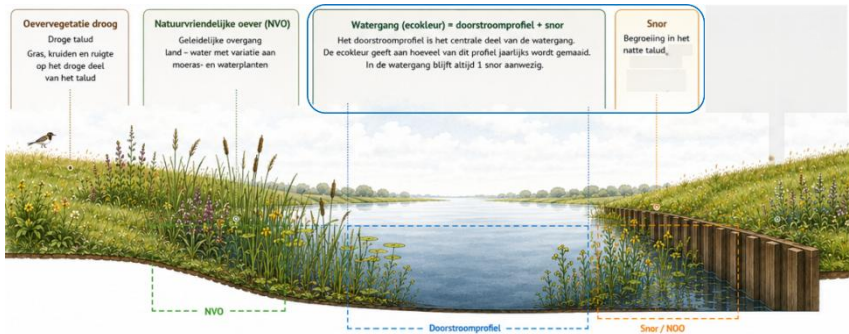 Oevervegetatie droog
Droge talud
Gras, kruiden en ruigte
op het droge deel
van het talud
Natuurvriendelijke oever (NVO)
Geleidelijke overgang
land – water met variatie aan
moeras- en waterplanten
Watergang (ecokleur) = doorstroomprofiel + snor
Het doorstroomprofiel is het centrale deel van de watergang.
De ecokleur geeft aan hoeveel van dit profiel jaarlijks wordt gemaaid.
In de watergang blijft altijd 1 snor aanwezig.
Snor
Begroeiing in het
natte talud,
NVO
Doorstroomprofiel
Snor / NOO